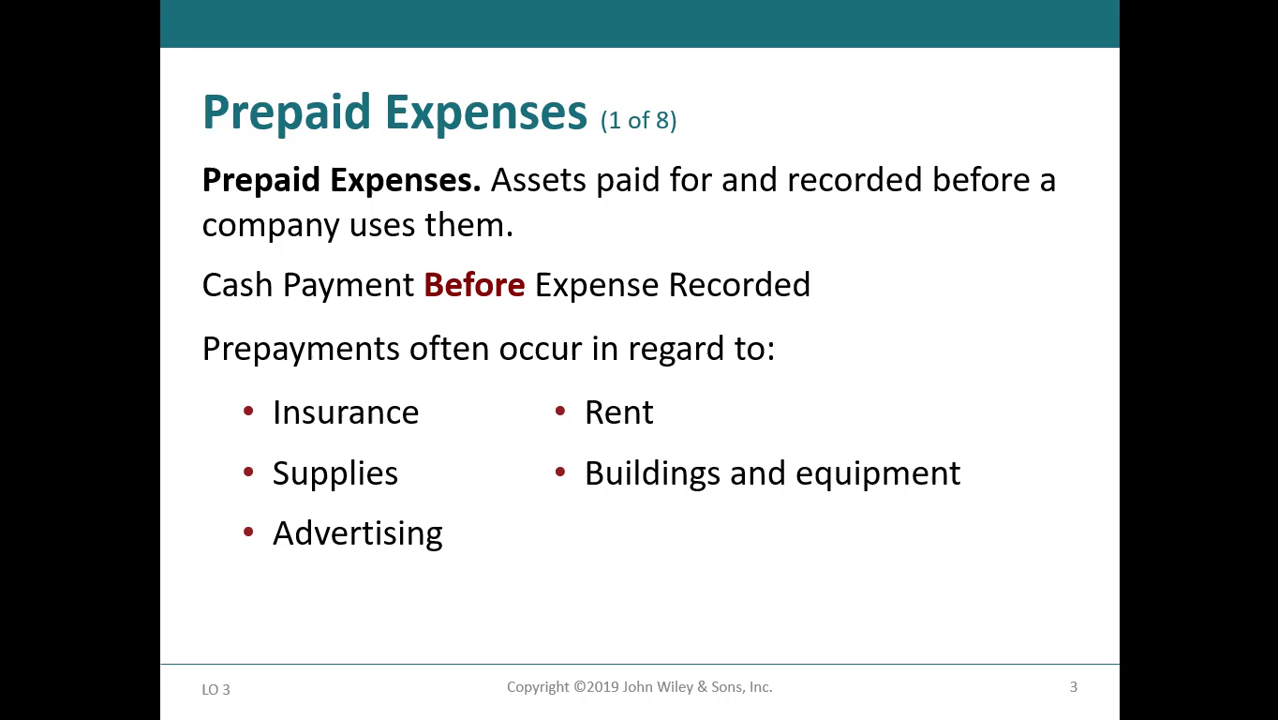 Prepaid Expenses (1 of 8)
Prepaid Expenses. Assets paid for and recorded before a
company uses them.
Cash Payment Before Expense Recorded
Prepayments often occur in regard to:
• Insurance
• Supplies
• Advertising
• Rent
• Buildings and equipment
LO 3
Copyright ©2019 John Wiley & Sons, Inc.
3